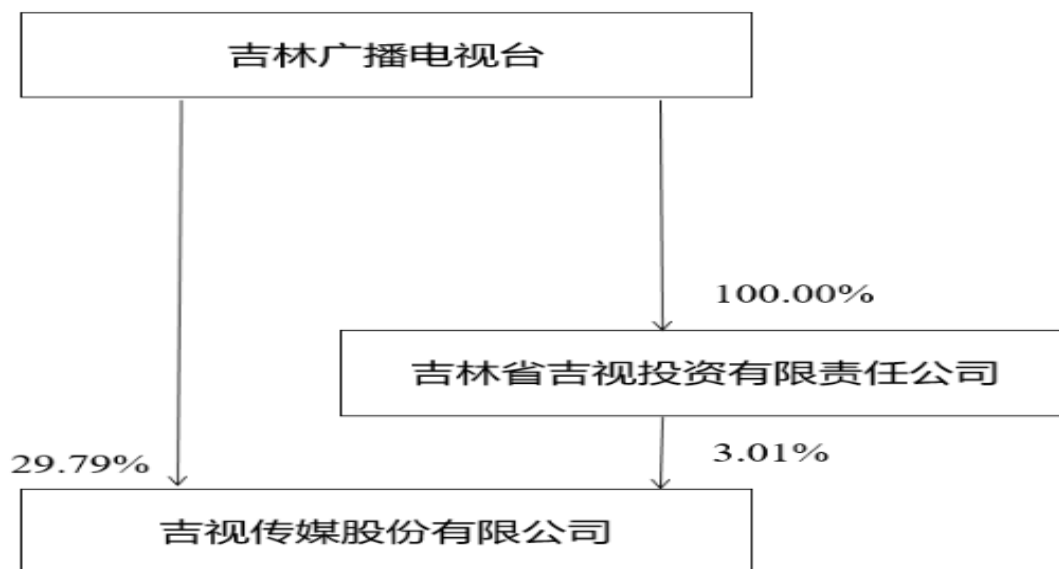 吉林广播电视台
100.00%
吉林省吉视投资有限责任公司
29.79%
3.01%
吉视传媒股份有限公司